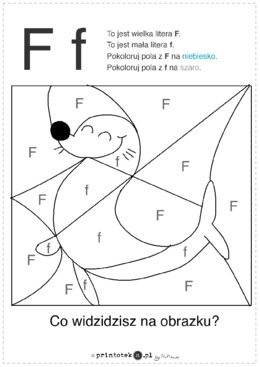 F f
To jest wielka litera F.
To jest mała litera f.
Pokoloruj pola z F na niebiesko.
Pokoloruj pola z f na szaro.
F
F
F
f
F
f
F
f
f
f
F
F
f
F
Co widzidzisz na obrazku?
printotek a.pl